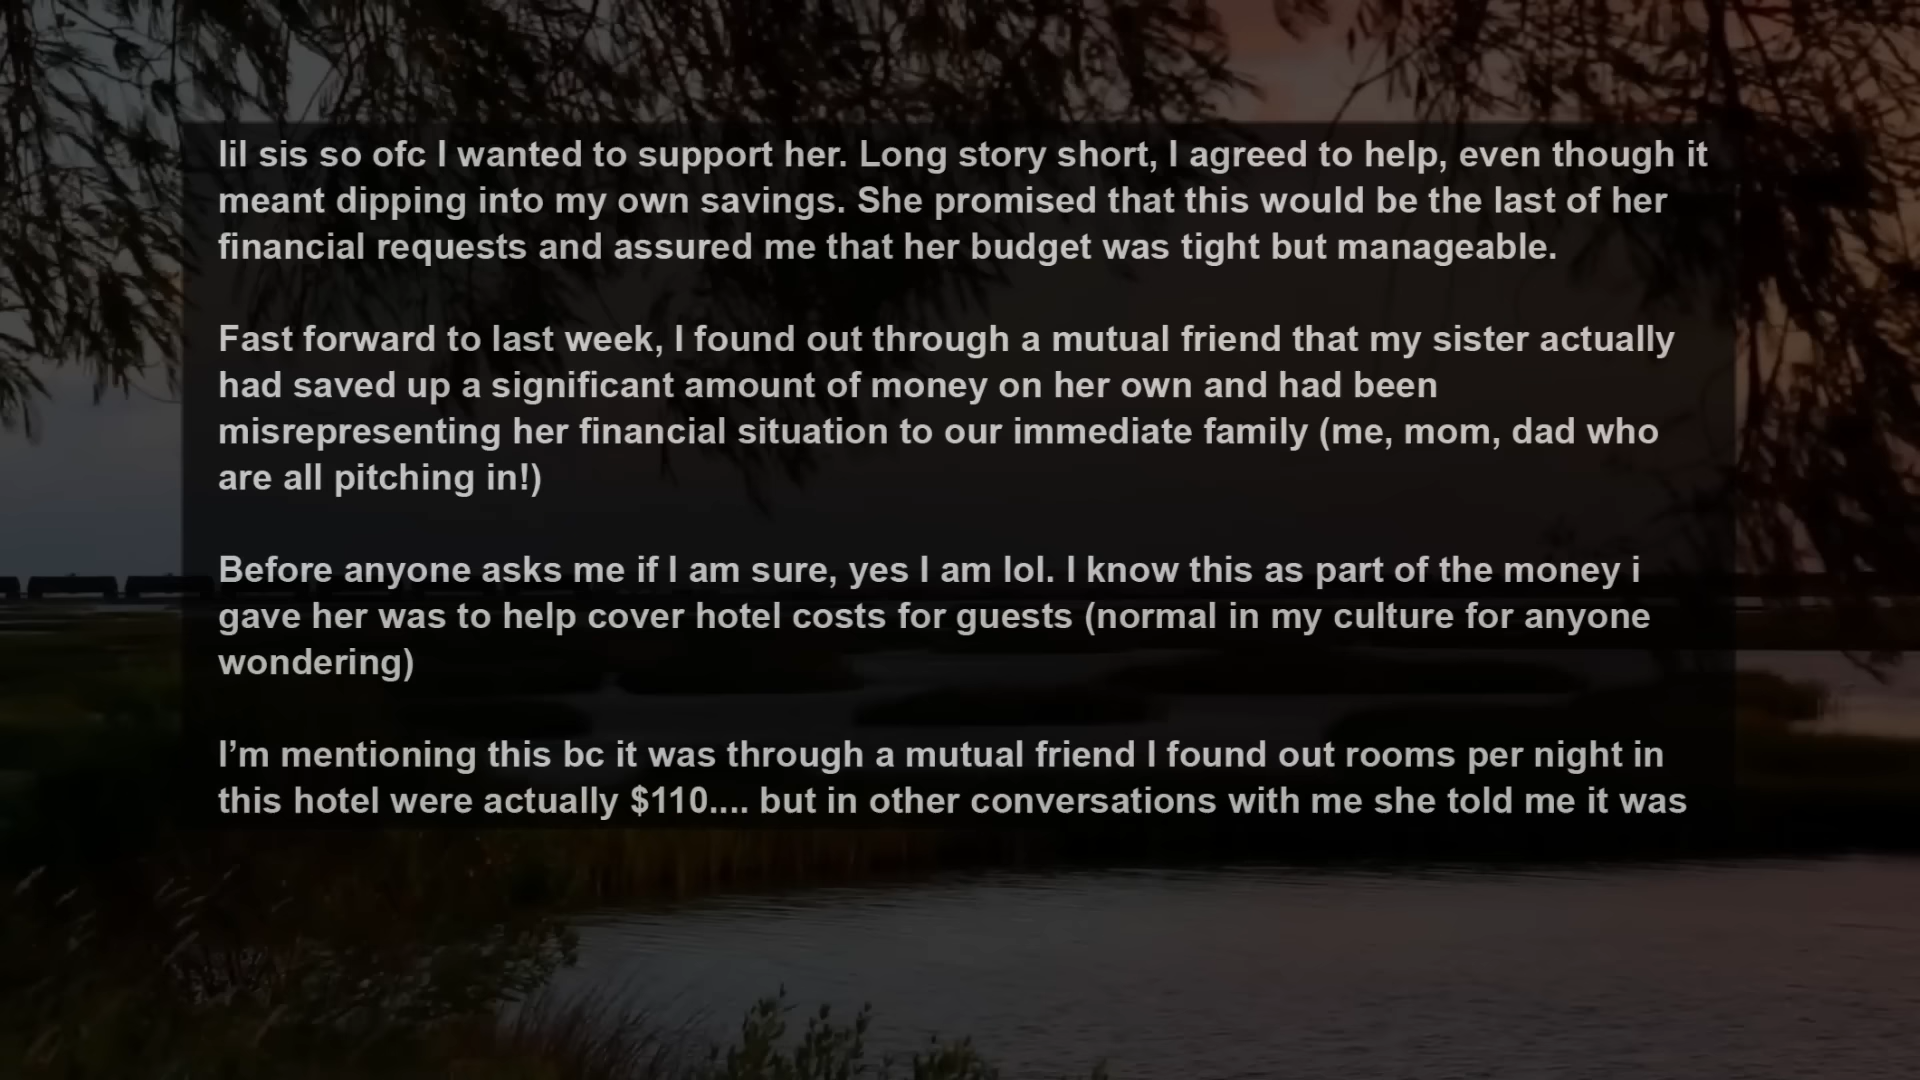 lil sis so ofc I wanted to support her. Long story short, I agreed to help, even though it
meant dipping into my own savings. She promised that this would be the last of her
financial requests and assured me that her budget was tight but manageable.
Fast forward to last week, I found out through a mutual friend that my sister actually
had saved up a significant amount of money on her own and had been
misrepresenting her financial situation to our immediate family (me, mom, dad who
are all pitching in!)
Before anyone asks me if I am sure, yes I am lol. I know this as part of the money i
gave her was to help cover hotel costs for guests (normal in my culture for anyone
wondering)
I’m mentioning this bc it was through a mutual friend I found out rooms per night in
this hotel were actually $110.... but in other conversations with me she told me it was